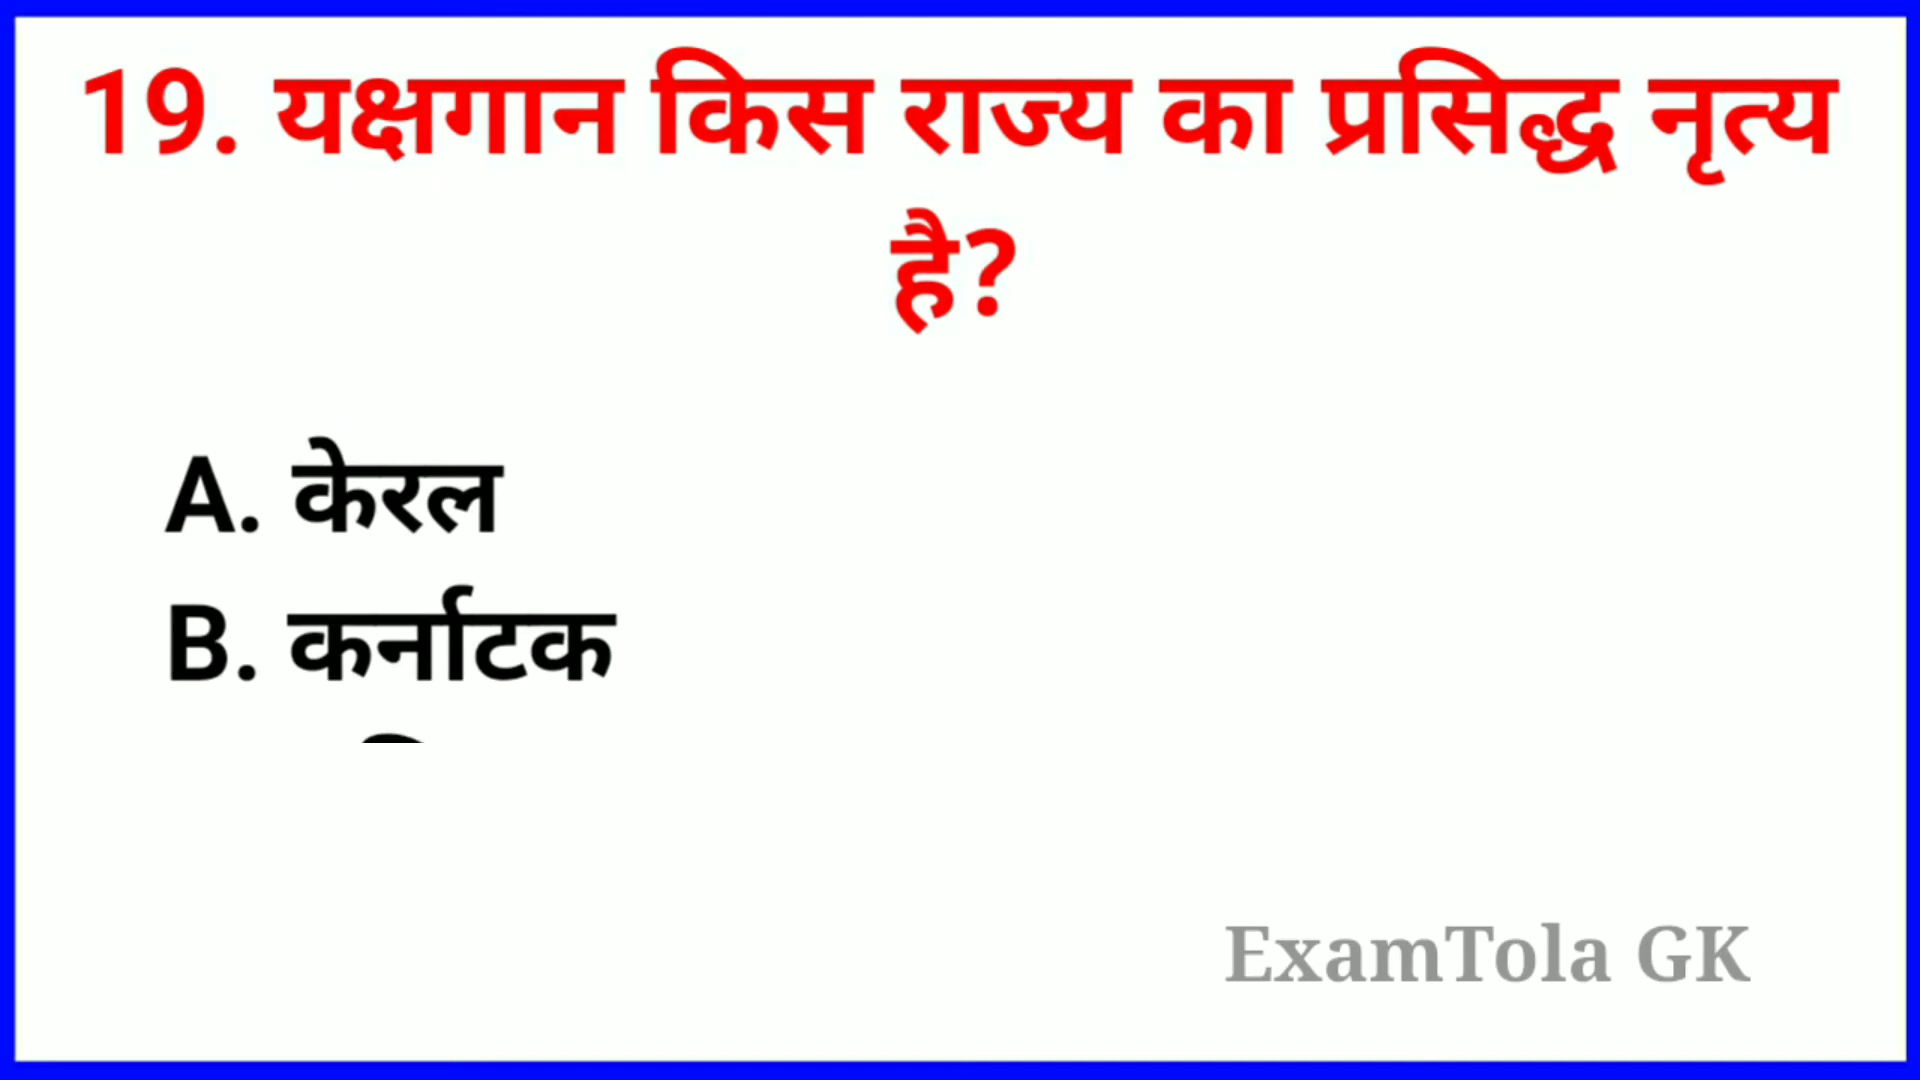 19. यक्षगान किस राज्य का प्रसिद्ध नृत्य
है?
A. केरल
B. कर्नाटक
ExamTola GK